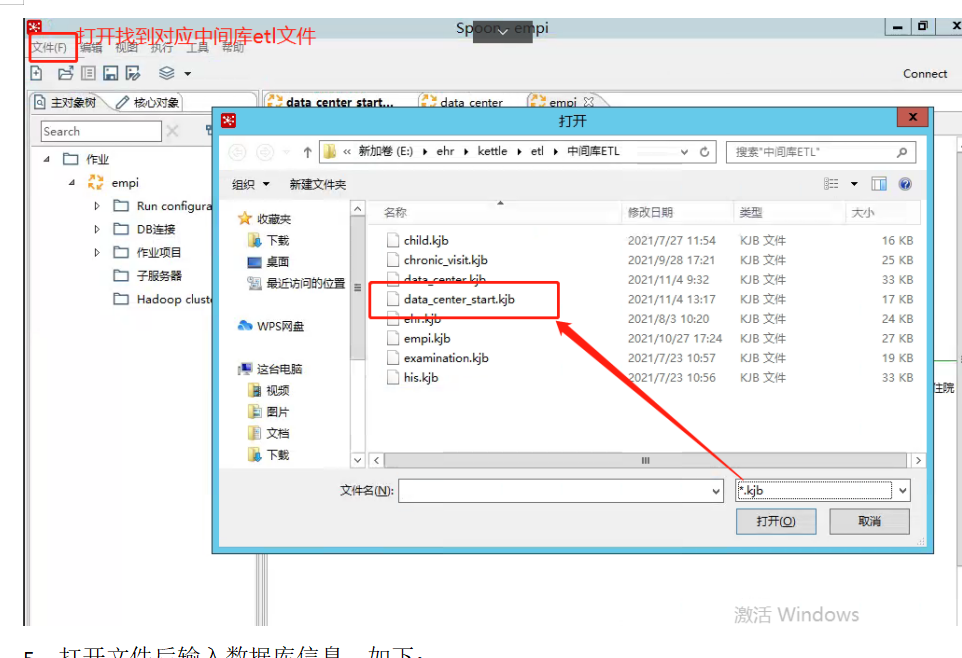 打开找到对应中间库etl文件
Spoon - empi
文件(F) 编辑 视图 执行 工具 帮助
Connect
主对象树 核心对象
data center start... data center empi
Search
作业
empi
Run configura
DB连接
作业项目
子服务器
Hadoop cluste
打开
« 新加卷 (E:) ehr kettle etl 中间库ETL
搜索"中间库ETL"
组织 新建文件夹
收藏夹
下载
桌面
最近访问的位置
WPS网盘
这台电脑
视频
图片
文档
下载
名称 修改日期 类型 大小
child.kjb 2021/7/27 11:54 KJB 文件 16 KB
chronic_visit.kjb 2021/9/28 17:21 KJB 文件 25 KB
data_center.kjb 2021/11/4 9:32 KJB 文件 33 KB
data_center_start.kjb 2021/11/4 13:17 KJB 文件 17 KB
ehr.kjb 2021/8/3 10:20 KJB 文件 24 KB
empi.kjb 2021/10/27 17:24 KJB 文件 27 KB
examination.kjb 2021/7/23 10:57 KJB 文件 19 KB
his.kjb 2021/7/23 10:56 KJB 文件 33 KB
住院
文件名(N):
*.kjb
打开(O) 取消
激活 Windows
5、打开文件后输入数据库信息，如下：